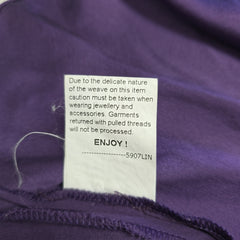 Due to the delicate nature
of the weave on this item
caution must be taken when
wearing jewellery and
accessories. Garments
returned with pulled threads
will not be processed.
ENJOY !
----------------5907LIN